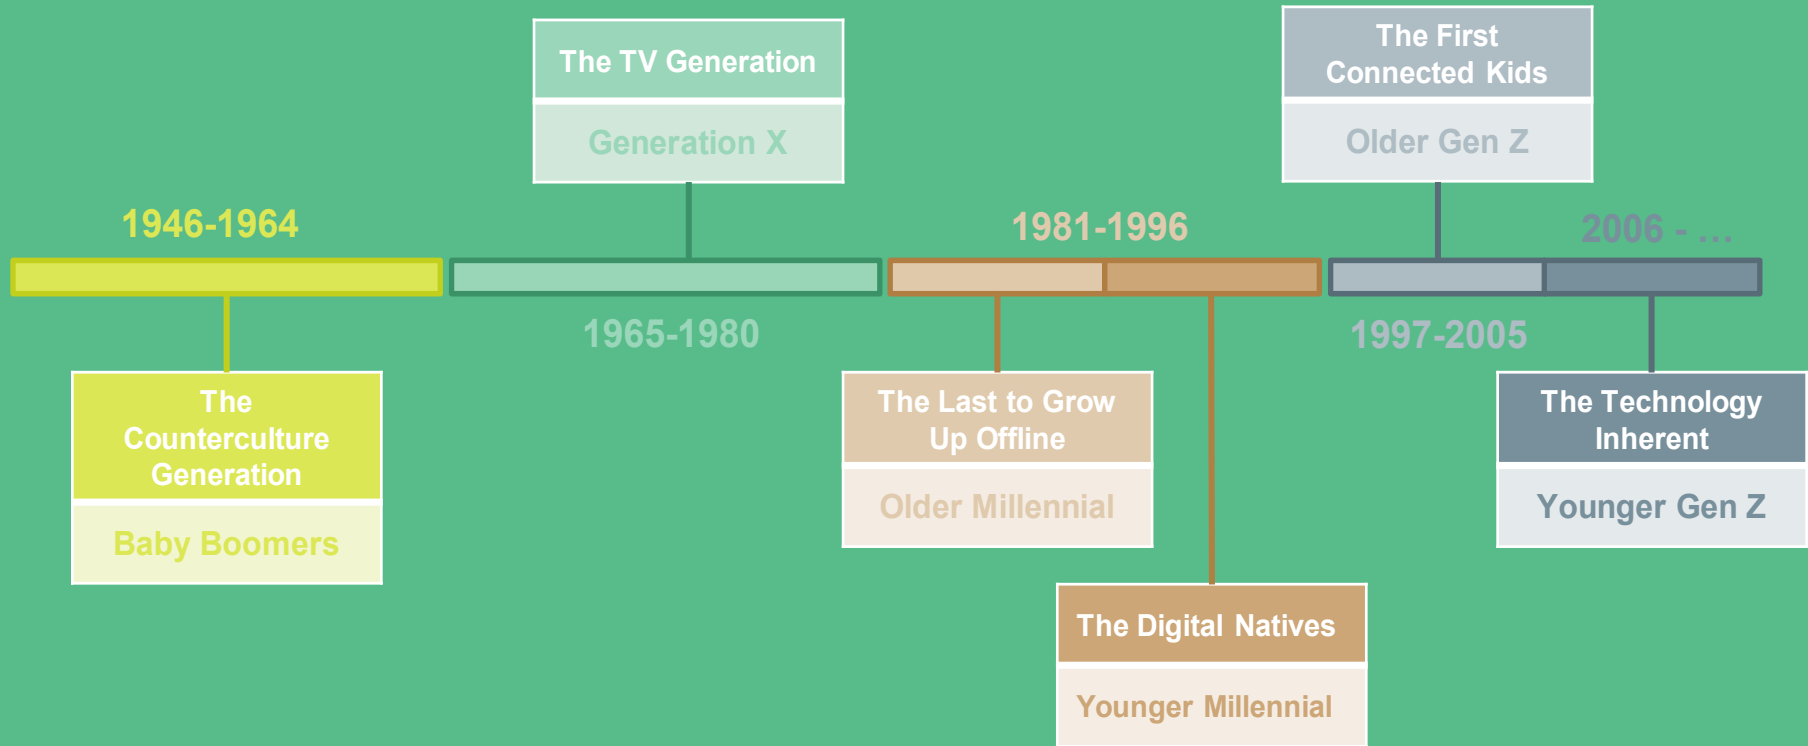 The TV Generation
Generation X
The First
Connected Kids
Older Gen Z
1946-1964
1981-1996
2006 - …
1965-1980
1997-2005
The
Counterculture
Generation
Baby Boomers
The Last to Grow
Up Offline
Older Millennial
The Technology
Inherent
Younger Gen Z
The Digital Natives
Younger Millennial